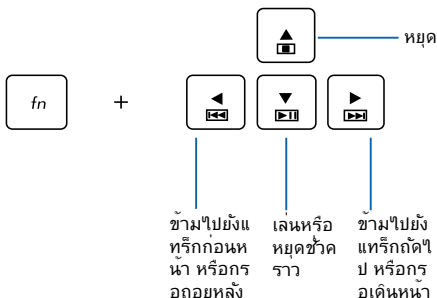 หยุด
fn +
ข้ามไปยังแ
ทร็กก่อนห
น้า หรือกร
อถอยหลัง
เล่นหรือ
หยุดชั่วค
ราว
ข้ามไปยัง
แทร็กถัดไ
ป หรือกร
อเดินหน้า